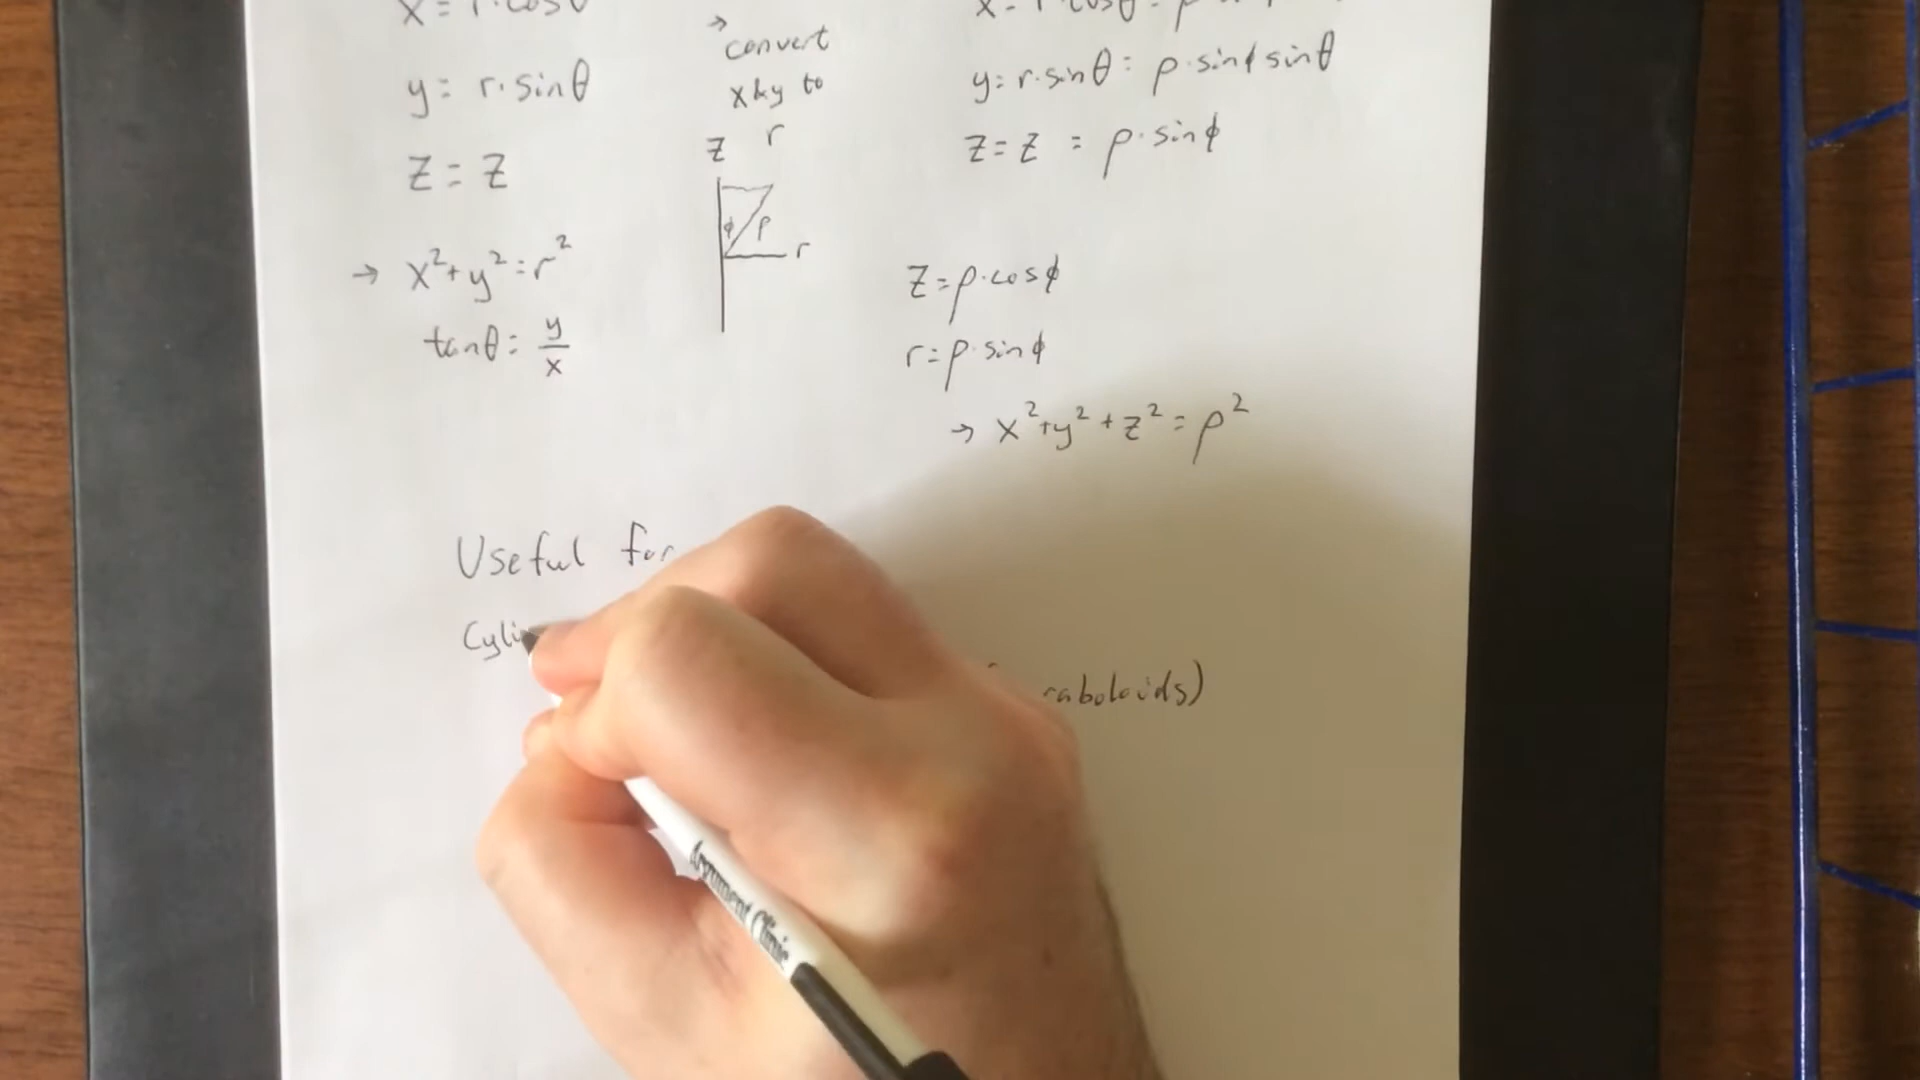 x = r·cosθ
y = r·sinθ
z = z
→ x²+y²=r²
tanθ = y/x
→ convert
x & y to
r
z
ϕ ρ r
y = r·sinθ = ρ·sinϕ sinθ
z = z = ρ·sinϕ
z = ρ·cosϕ
r = ρ·sinϕ
→ x²+y²+z² = ρ²
Useful for
Argument Clinic